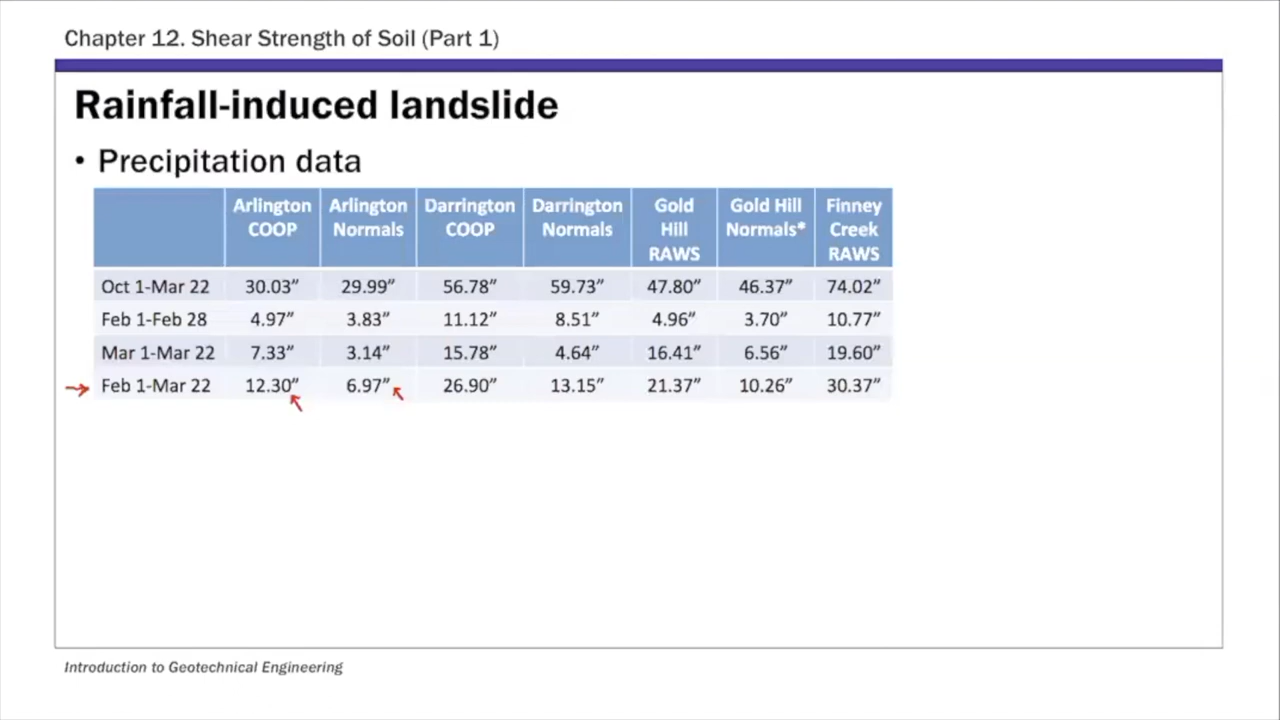 Chapter 12. Shear Strength of Soil (Part 1)
Rainfall-induced landslide
• Precipitation data
Arlington COOP Arlington Normals Darrington COOP Darrington Normals Gold Hill RAWS Gold Hill Normals* Finney Creek RAWS
Oct 1-Mar 22 30.03” 29.99” 56.78” 59.73” 47.80” 46.37” 74.02”
Feb 1-Feb 28 4.97” 3.83” 11.12” 8.51” 4.96” 3.70” 10.77”
Mar 1-Mar 22 7.33” 3.14” 15.78” 4.64” 16.41” 6.56” 19.60”
Feb 1-Mar 22 12.30” 6.97” 26.90” 13.15” 21.37” 10.26” 30.37”
Introduction to Geotechnical Engineering